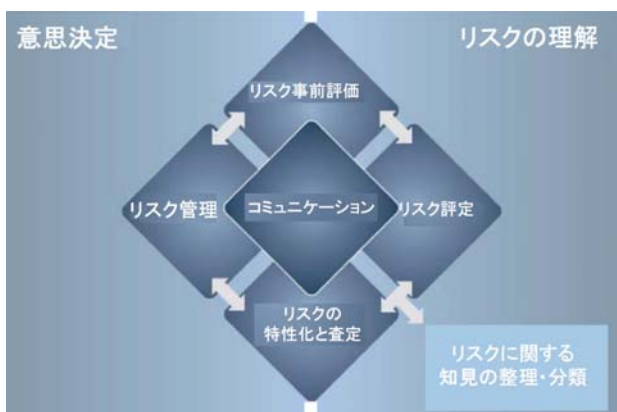 意思決定
リスクの理解
リスク事前評価
リスク管理
コミュニケーション
リスク評定
リスクの
特性化と査定
リスクに関する
知見の整理・分類